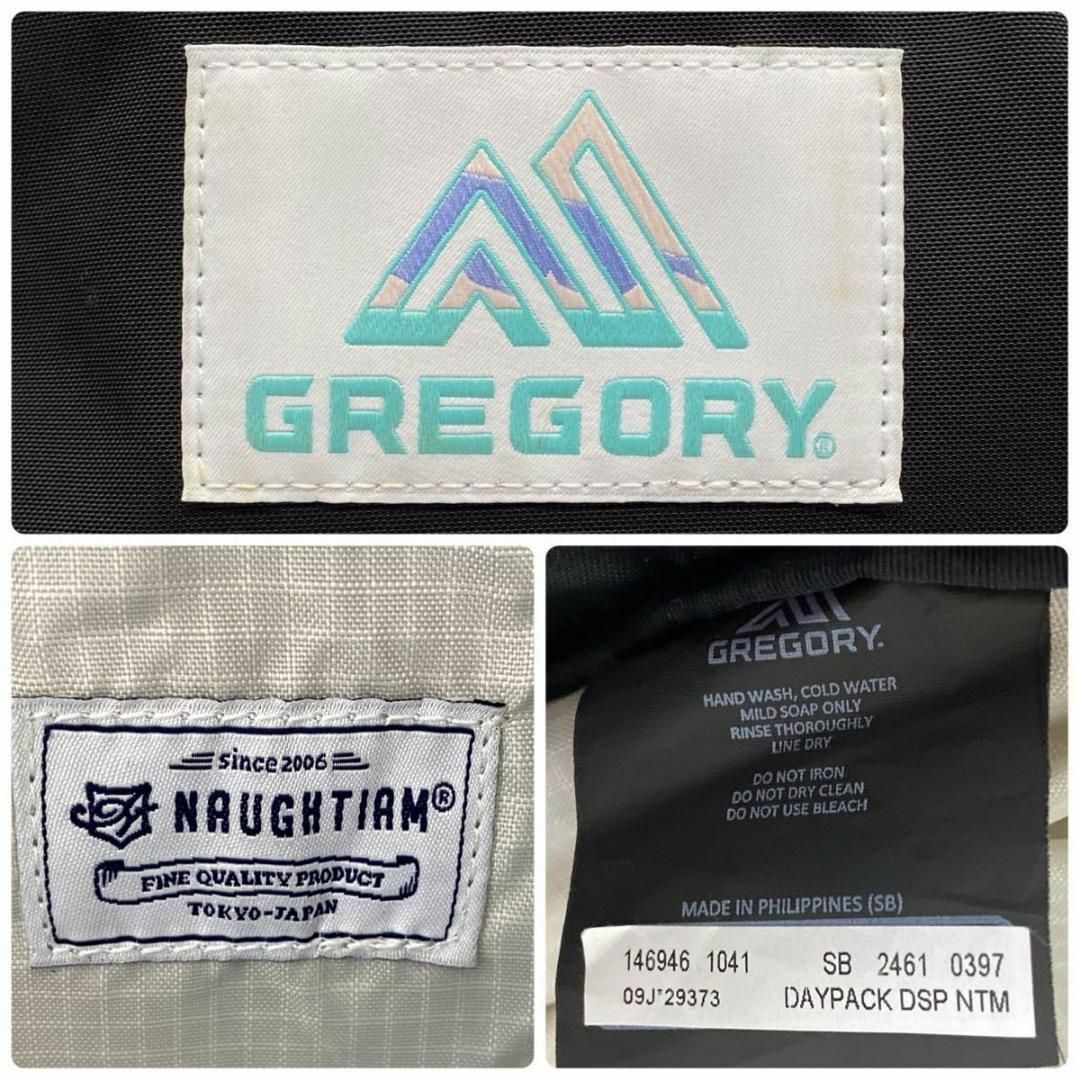 GREGORY®
Since 2006
NAUGHTIAM®
FINE QUALITY PRODUCT
TOKYO-JAPAN
GREGORY.
HAND WASH, COLD WATER
MILD SOAP ONLY
RINSE THOROUGHLY
LINE DRY
DO NOT IRON
DO NOT DRY CLEAN
DO NOT USE BLEACH
MADE IN PHILIPPINES (SB)
146946 1041 SB 2461 0397
09J*29373 DAYPACK DSP NTM